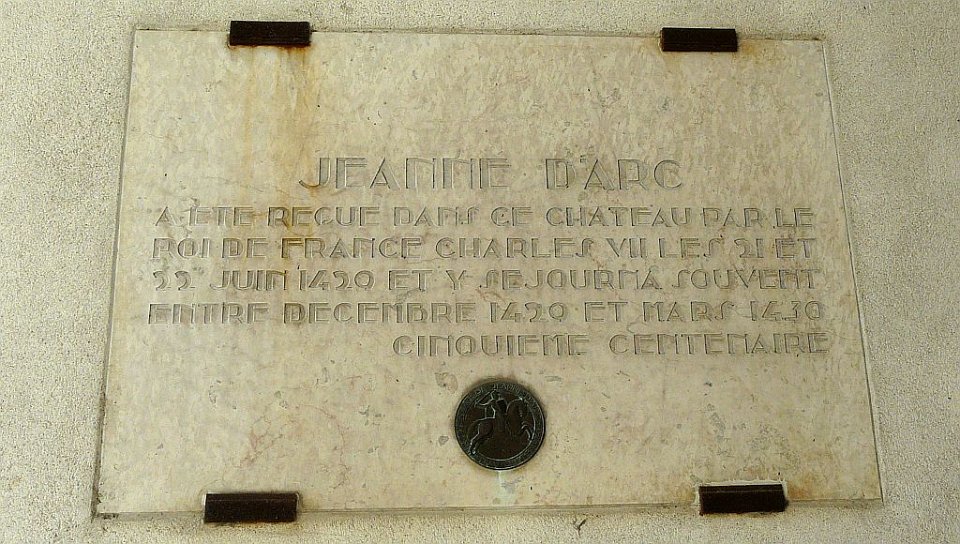 JEANNE D'ARC
A ETE RECUE DANS CE CHATEAU PAR LE
ROI DE FRANCE CHARLES VII LES 21 ET
22 JUIN 1429 ET Y SEJOURNA SOUVENT
ENTRE DECEMBRE 1429 ET MARS 1430
CINQUIEME CENTENAIRE